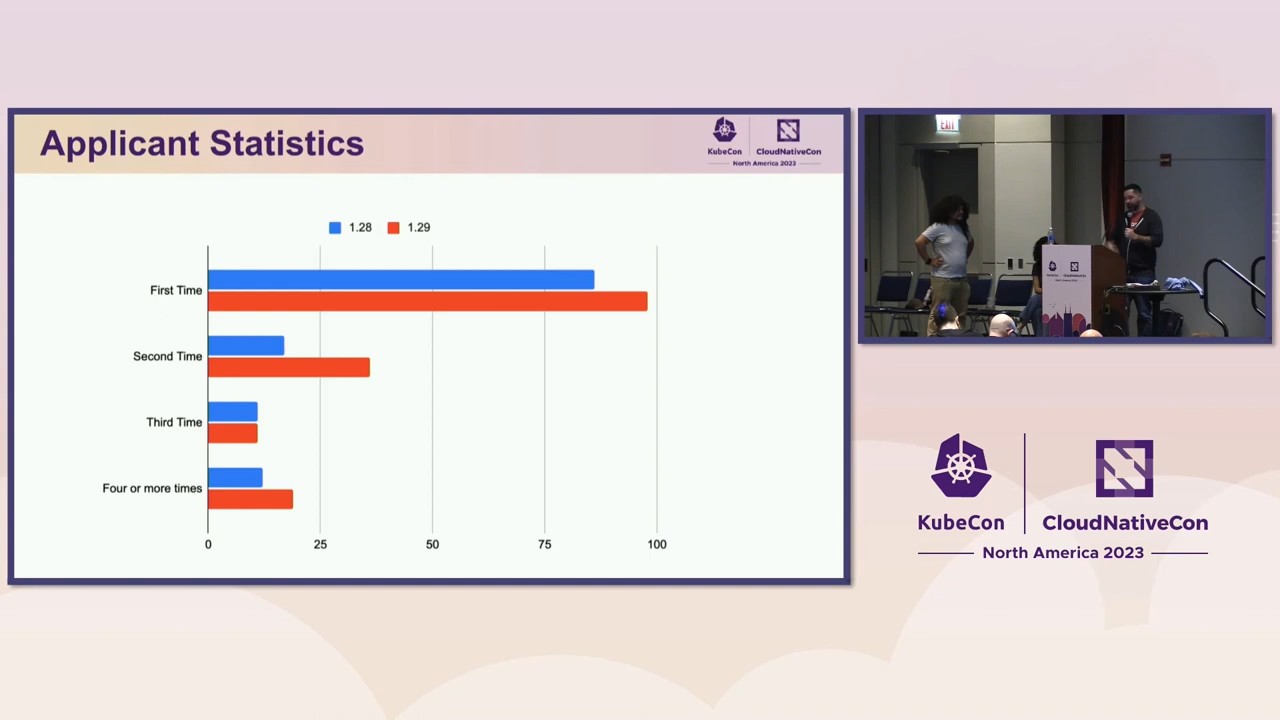 Applicant Statistics
KubeCon
CloudNativeCon
North America 2023
1.28
1.29
First Time
Second Time
Third Time
Four or more times
0
25
50
75
100
EXIT
KubeCon
CloudNativeCon
North America 2023